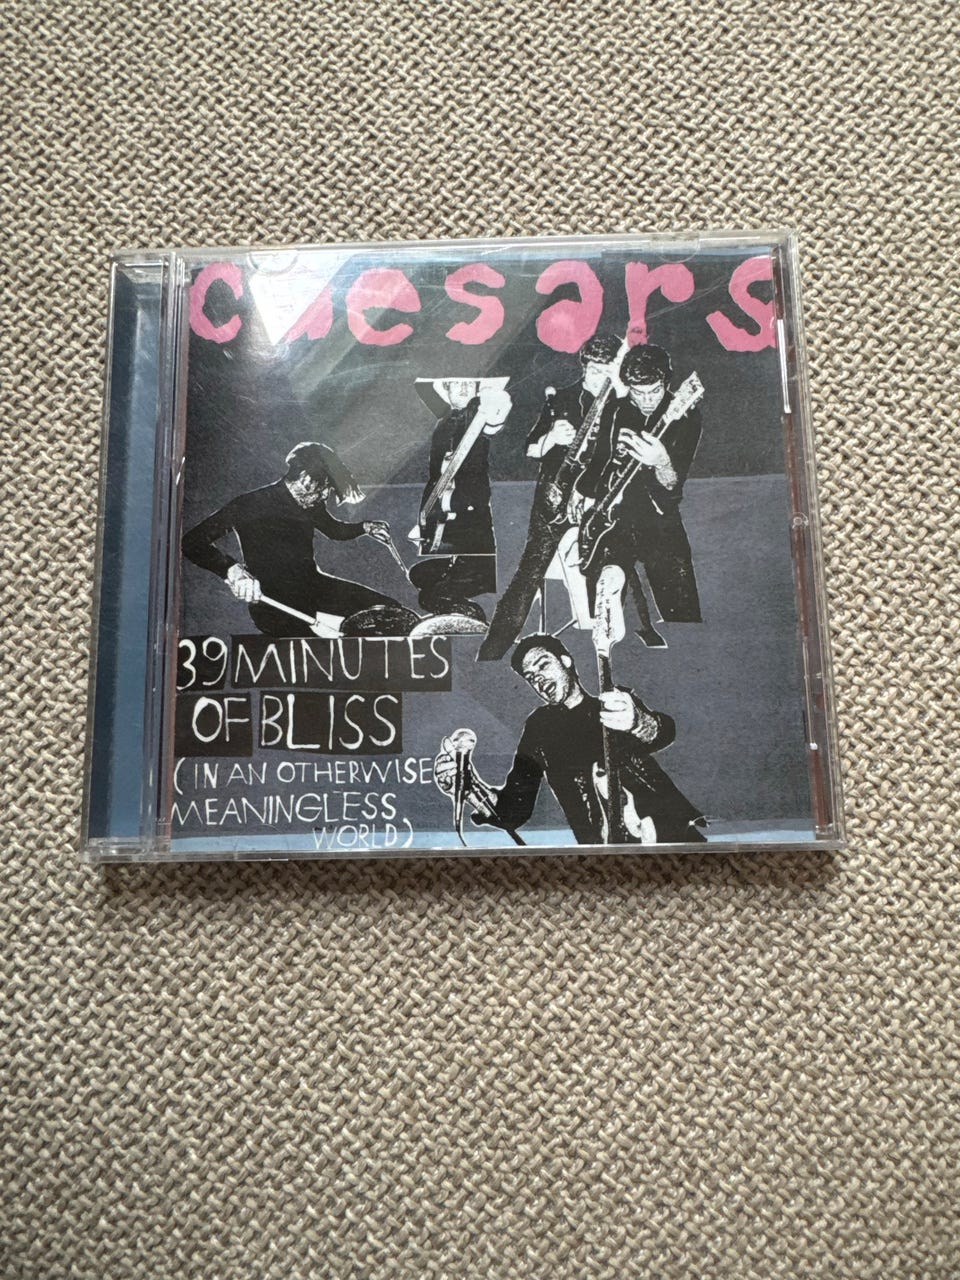 caesars
39 MINUTES
OF BLISS
(IN AN OTHERWISE
MEANINGLESS
WORLD)